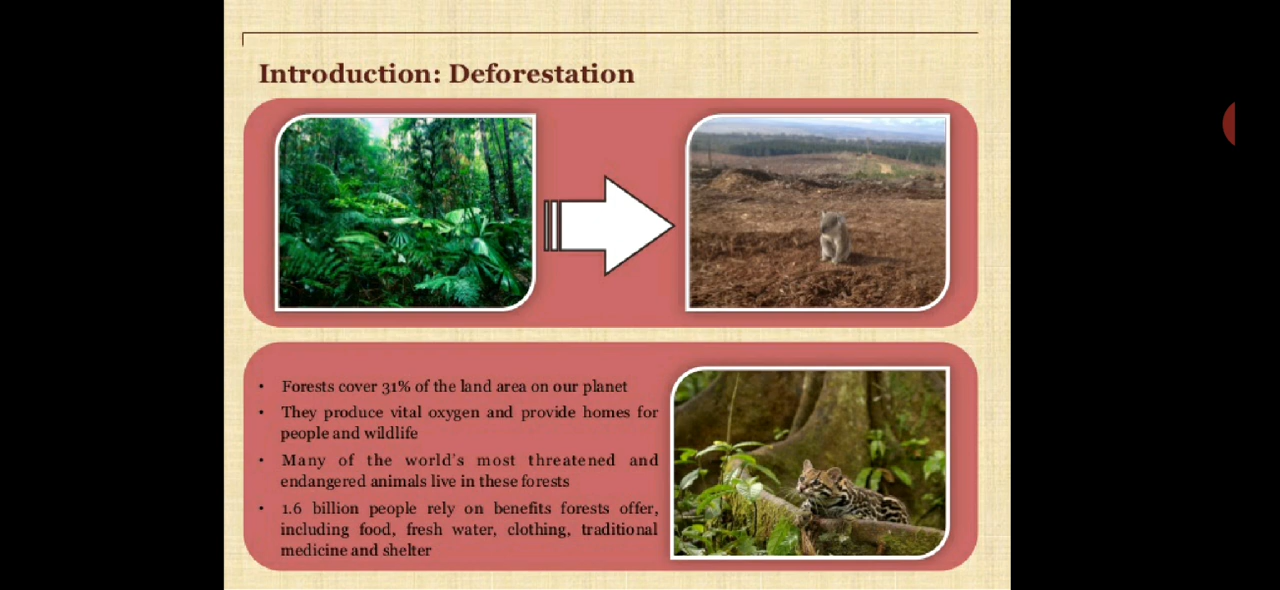 Introduction: Deforestation
• Forests cover 31% of the land area on our planet
• They produce vital oxygen and provide homes for
people and wildlife
• Many of the world's most threatened and
endangered animals live in these forests
• 1.6 billion people rely on benefits forests offer,
including food, fresh water, clothing, traditional
medicine and shelter